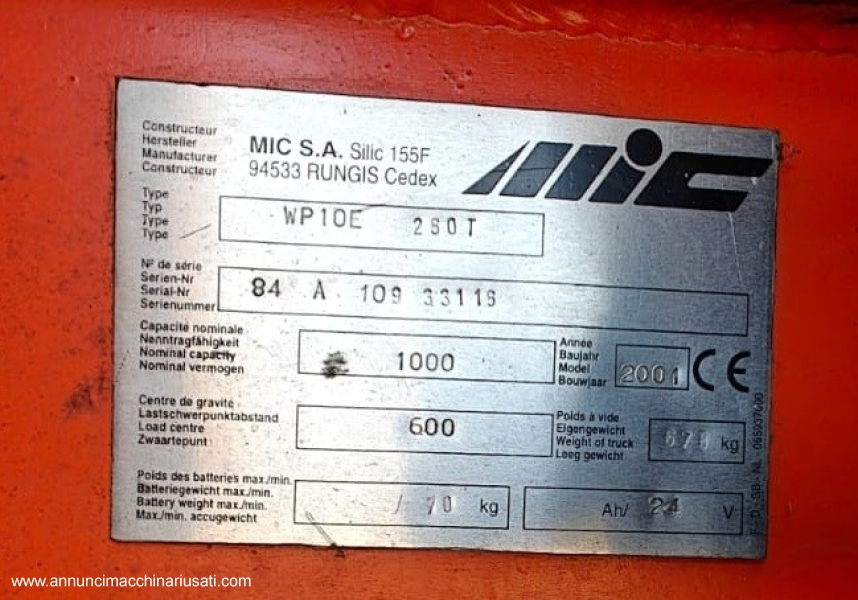 Constructeur
Hersteller
Manufacturer
Constructeur
MIC S.A. Silic 155F
94533 RUNGIS Cedex
MIC
Type
Typ
Type
Type
WP10E 2S0T
N° de série
Serien-Nr
Serial-Nr
Serienummer
84 A 109 33116
Capacité nominale
Nenntragfähigkeit
Nominal capacity
Nominal vermogen
1000
Année
Baujahr
Model
Bouwjaar
2001
CE
Centre de gravité
Lastschwerpunktabstand
Load centre
Zwaartepunt
600
Poids à vide
Eigengewicht
Weight of truck
Leeg gewicht
kg
Poids des batteries max./min.
Batteriegewicht max./min.
Battery weight max./min.
Max./min. accugewicht
/ 70 kg
Ah/ 24 V
www.annuncimacchinariusati.com